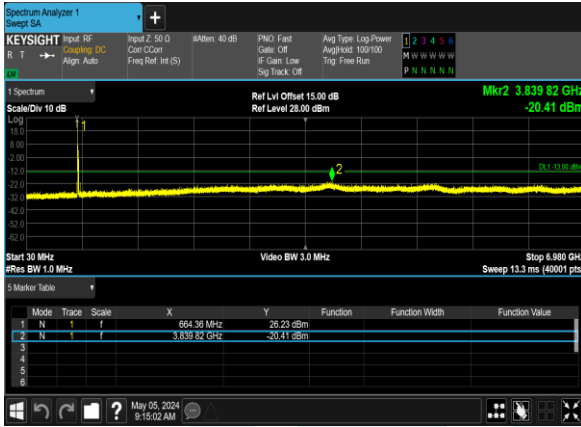 Spectrum Analyzer 1
Swept SA
KEYSIGHT Input: RF Input Z: 50 Ω #Atten: 40 dB PNO: Fast Avg Type: Log-Power 1 2 3 4 5 6
R T Coupling: DC Corr CCorr Gate: Off Avg|Hold: 100/100 M W W W W W
Align: Auto Freq Ref: Int (S) IF Gain: Low Trig: Free Run
LXI Sig Track: Off P N N N N N
1 Spectrum Ref Lvl Offset 15.00 dB Mkr2 3.839 82 GHz
Scale/Div 10 dB Ref Level 28.00 dBm -20.41 dBm
Log
1
18.0
8.00
-2.00
-12.0 2 DL1 -13.00 dBm
-22.0
-32.0
-42.0
-52.0
-62.0
Start 30 MHz Video BW 3.0 MHz Stop 6.980 GHz
#Res BW 1.0 MHz Sweep 13.3 ms (40001 pts)
5 Marker Table
Mode Trace Scale X Y Function Function Width Function Value
1 N 1 f 664.36 MHz 26.23 dBm
2 N 1 f 3.839 82 GHz -20.41 dBm
3
4
5
6
May 05, 2024
9:15:02 AM